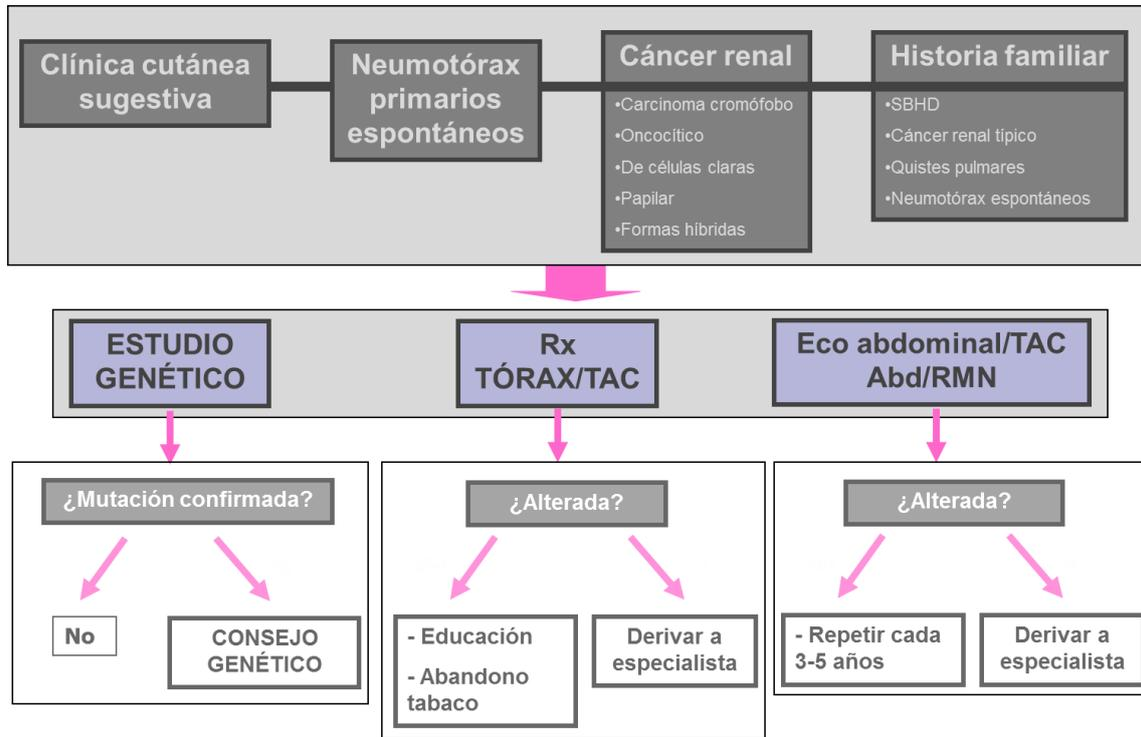 Clínica cutánea
sugestiva
Neumotórax
primarios
espontáneos
Cáncer renal
•Carcinoma cromófobo
•Oncocítico
•De células claras
•Papilar
•Formas híbridas
Historia familiar
•SBHD
•Cáncer renal típico
•Quistes pulmares
•Neumotórax espontáneos
ESTUDIO
GENÉTICO
Rx
TÓRAX/TAC
Eco abdominal/TAC
Abd/RMN
¿Mutación confirmada?
No
CONSEJO
GENÉTICO
¿Alterada?
- Educación
- Abandono
tabaco
Derivar a
especialista
¿Alterada?
- Repetir cada
3-5 años
Derivar a
especialista